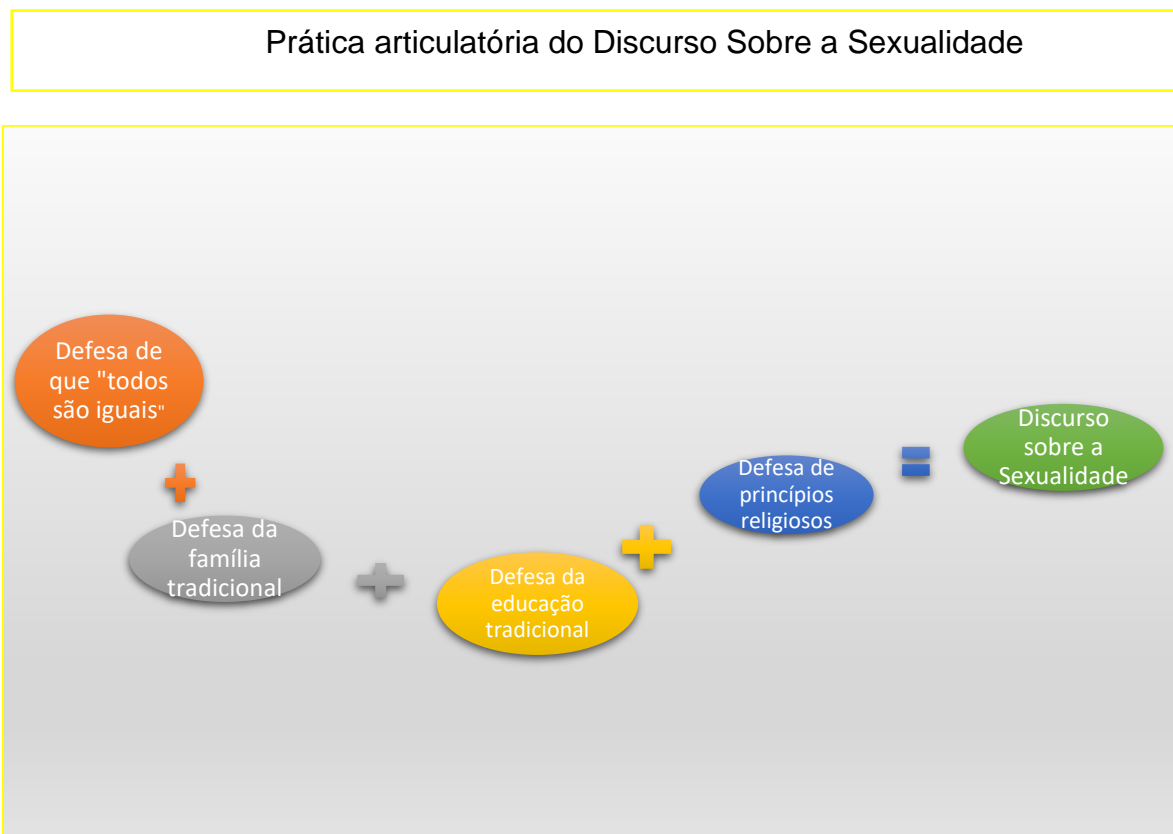 Prática articulatória do Discurso Sobre a Sexualidade
Defesa de
que "todos
são iguais"
Defesa da
família
tradicional
Defesa da
educação
tradicional
Defesa de
princípios
religiosos
Discurso
sobre a
Sexualidade